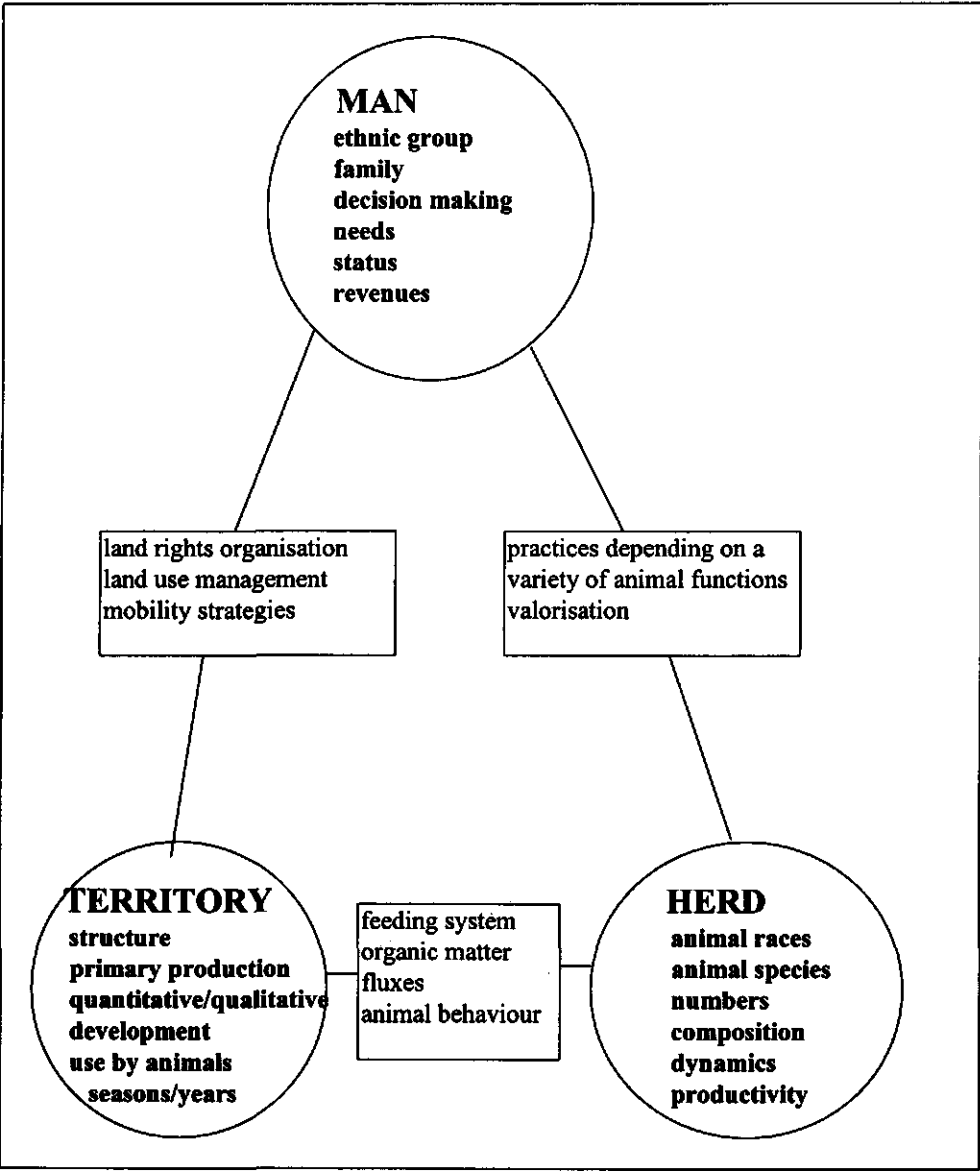 MAN
ethnic group
family
decision making
needs
status
revenues
land rights organisation
land use management
mobility strategies
practices depending on a
variety of animal functions
valorisation
TERRITORY
structure
primary production
quantitative/qualitative
development
use by animals
seasons/years
feeding system
organic matter
fluxes
animal behaviour
HERD
animal races
animal species
numbers
composition
dynamics
productivity